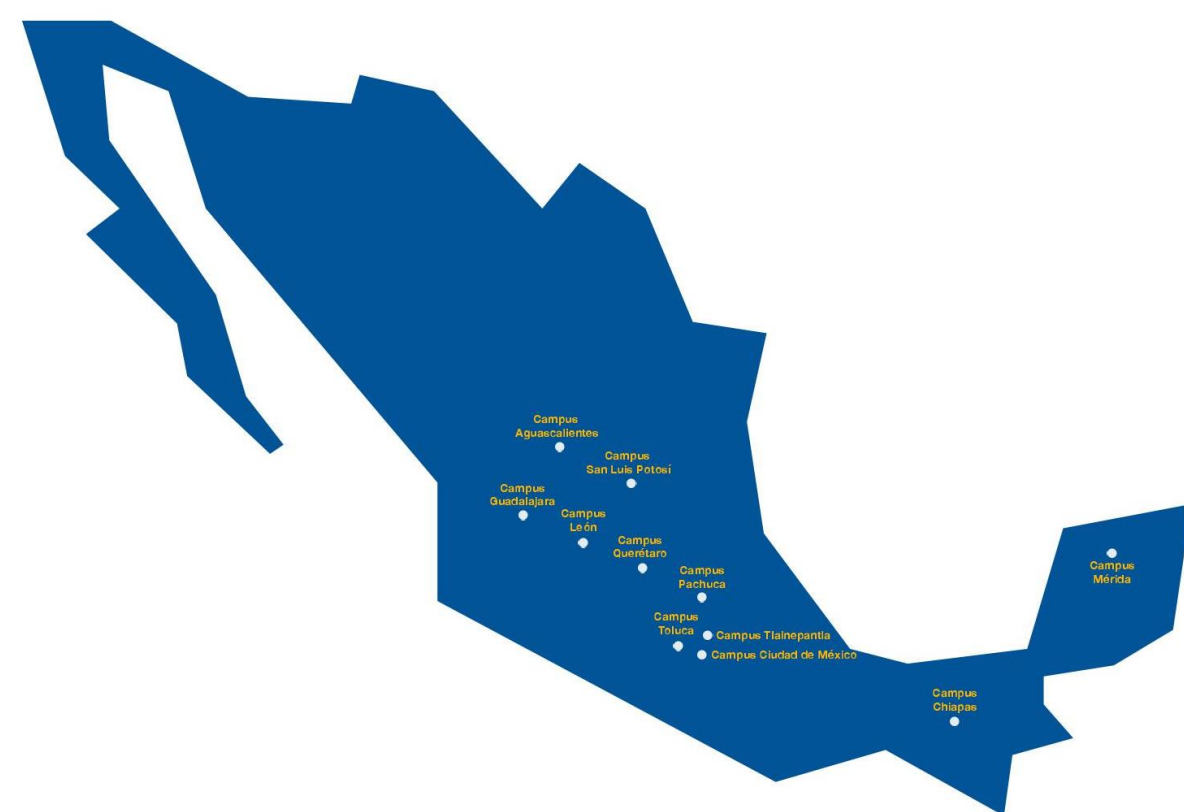 Campus
Aguascalientes
Campus
San Luis Potosí
Campus
Guadalajara
Campus
León
Campus
Querétaro
Campus
Pachuca
Campus
Toluca
Campus Tlalnepantla
Campus Ciudad de México
Campus
Mérida
Campus
Chiapas